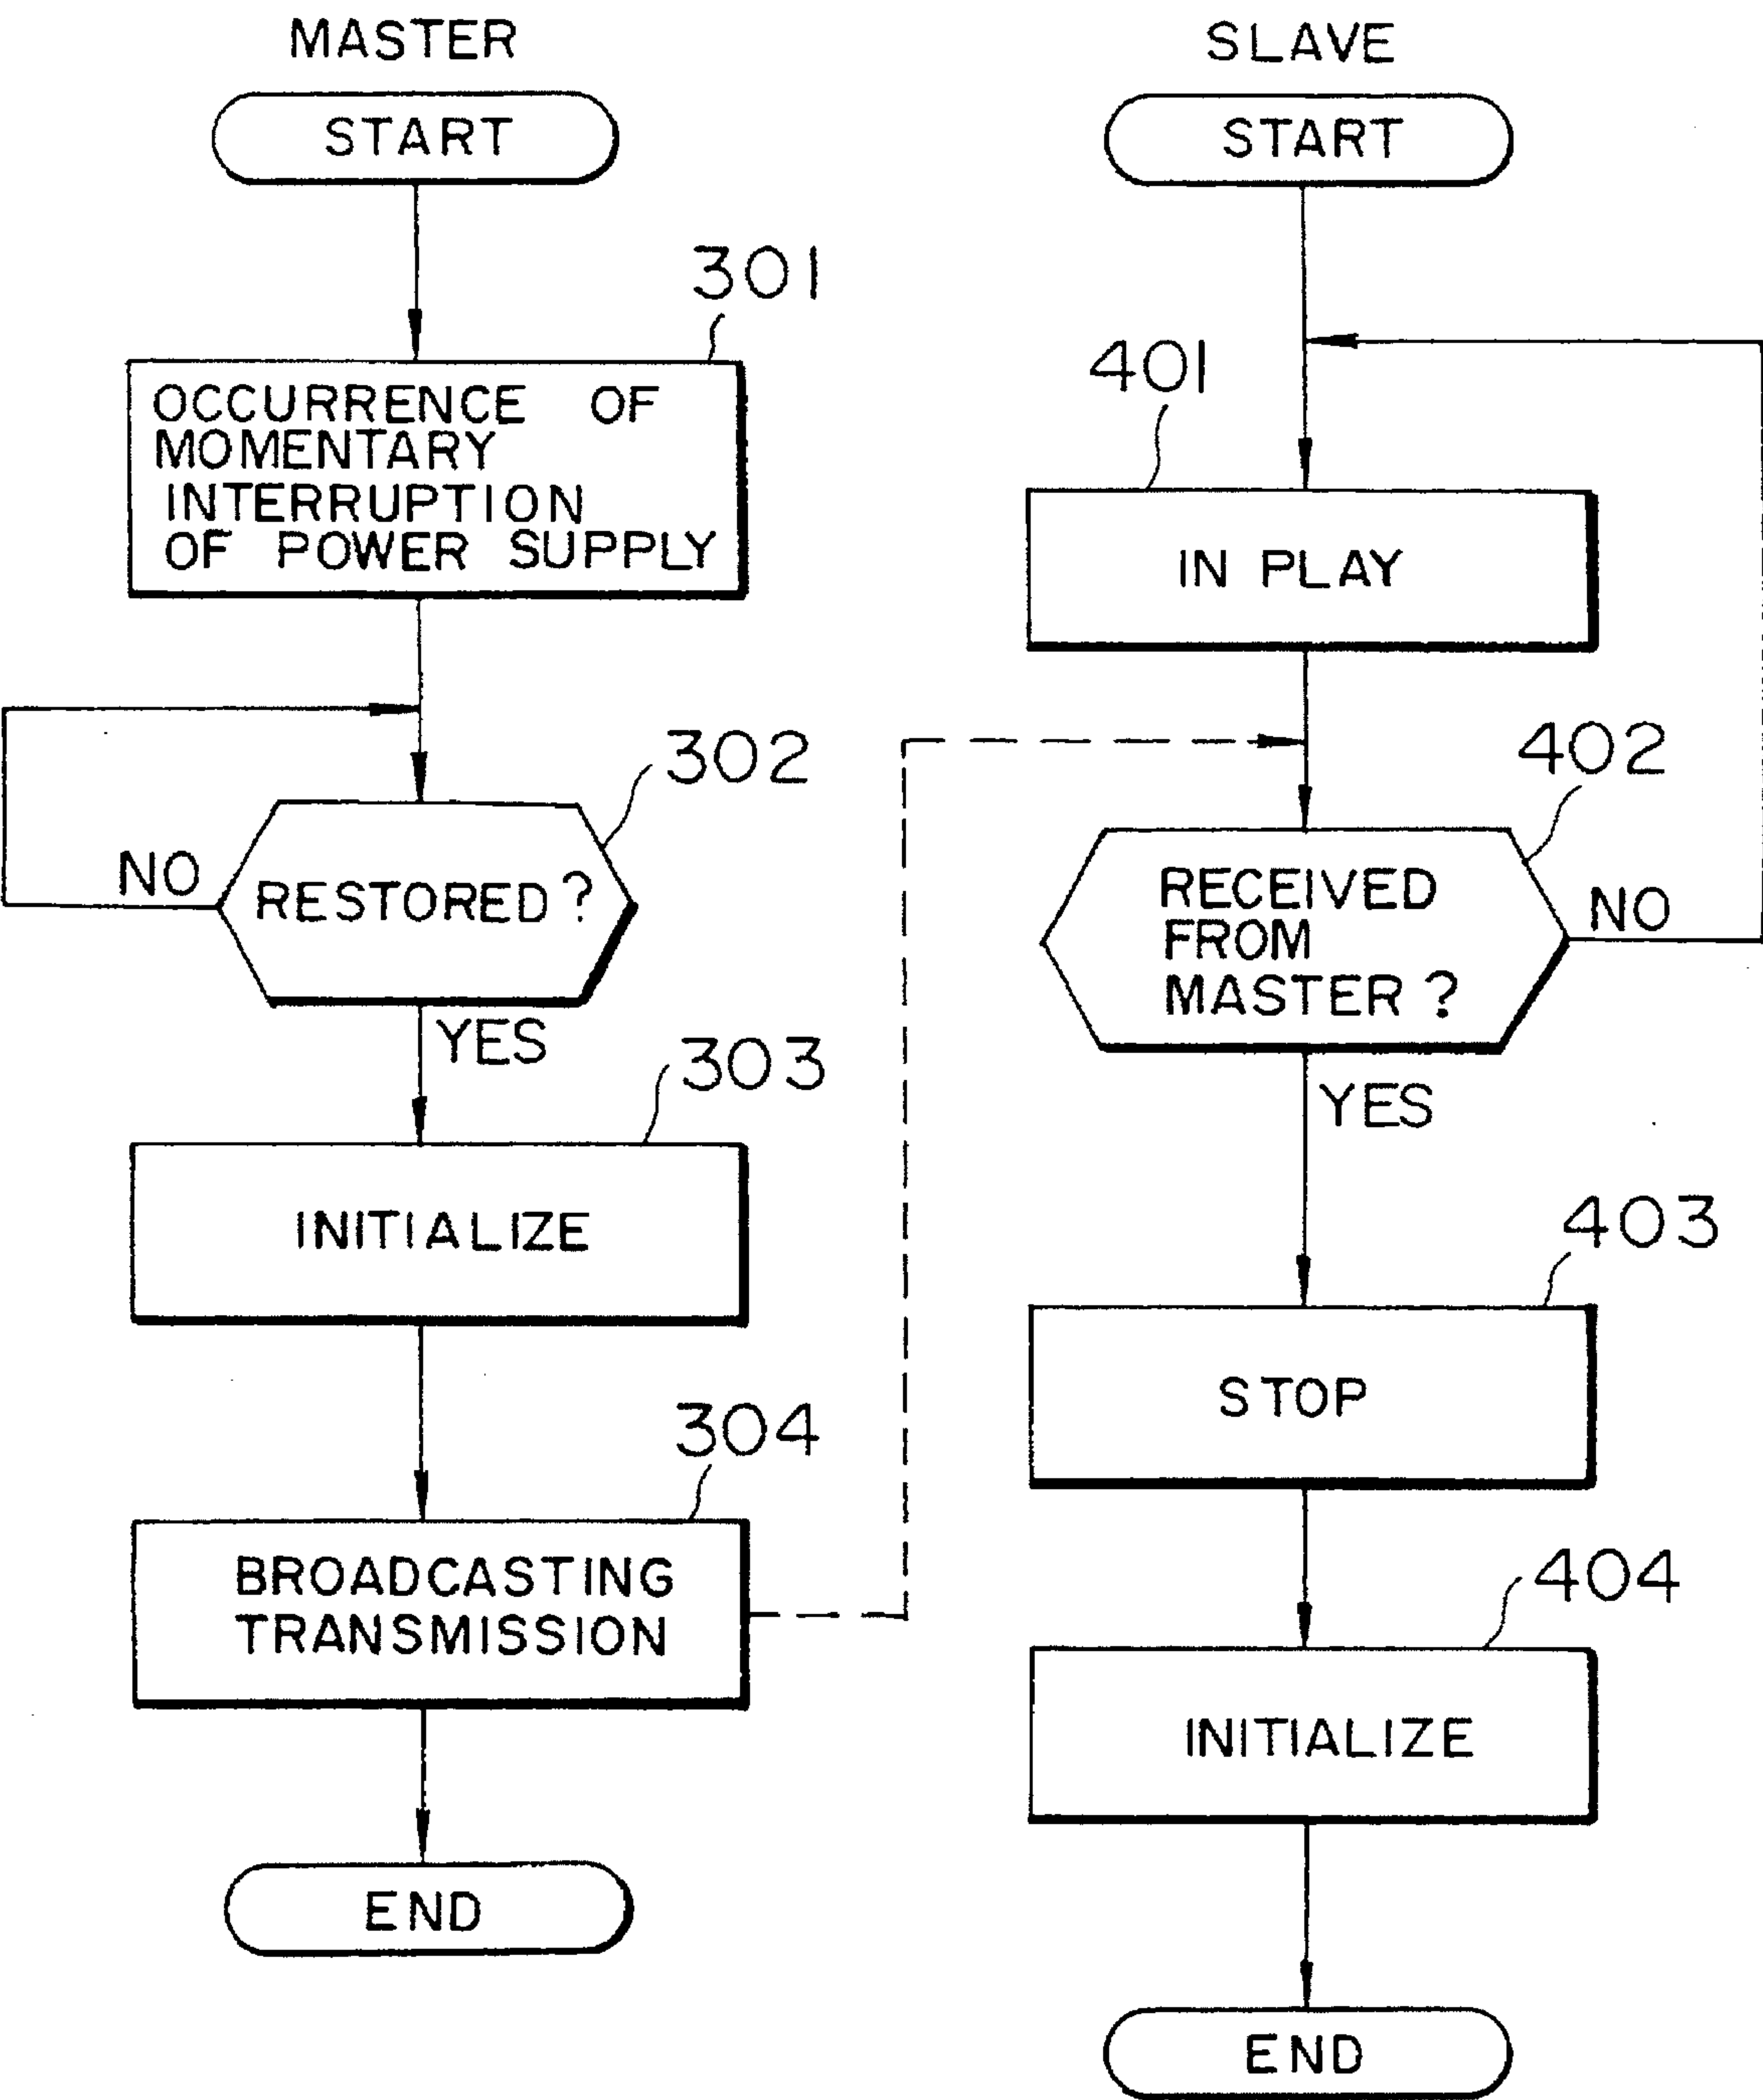 MASTER
START
301
OCCURRENCE OF
MOMENTARY
INTERRUPTION
OF POWER SUPPLY
302
NO
RESTORED?
YES
303
INITIALIZE
304
BROADCASTING
TRANSMISSION
END
SLAVE
START
401
IN PLAY
402
RECEIVED
FROM
MASTER?
NO
YES
403
STOP
404
INITIALIZE
END